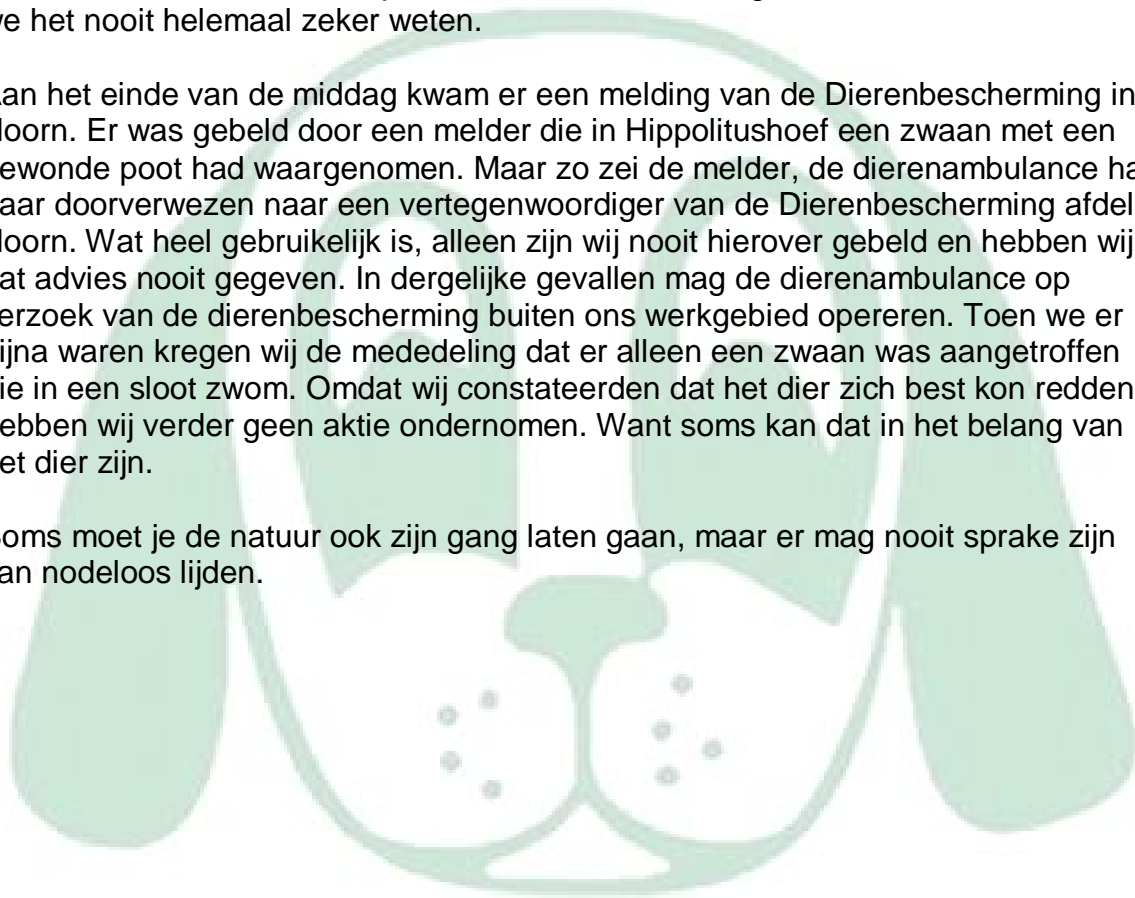 we het nooit helemaal zeker weten.
aan het einde van de middag kwam er een melding van de Dierenbescherming in
Hoorn. Er was gebeld door een melder die in Hippolitushoef een zwaan met een
gewonde poot had waargenomen. Maar zo zei de melder, de dierenambulance ha
haar doorverwezen naar een vertegenwoordiger van de Dierenbescherming afdel
Hoorn. Wat heel gebruikelijk is, alleen zijn wij nooit hierover gebeld en hebben wij
dat advies nooit gegeven. In dergelijke gevallen mag de dierenambulance op
verzoek van de dierenbescherming buiten ons werkgebied opereren. Toen we er
bijna waren kregen wij de mededeling dat er alleen een zwaan was aangetroffen
die in een sloot zwom. Omdat wij constateerden dat het dier zich best kon redden
hebben wij verder geen aktie ondernomen. Want soms kan dat in het belang van
het dier zijn.
Soms moet je de natuur ook zijn gang laten gaan, maar er mag nooit sprake zijn
van nodeloos lijden.